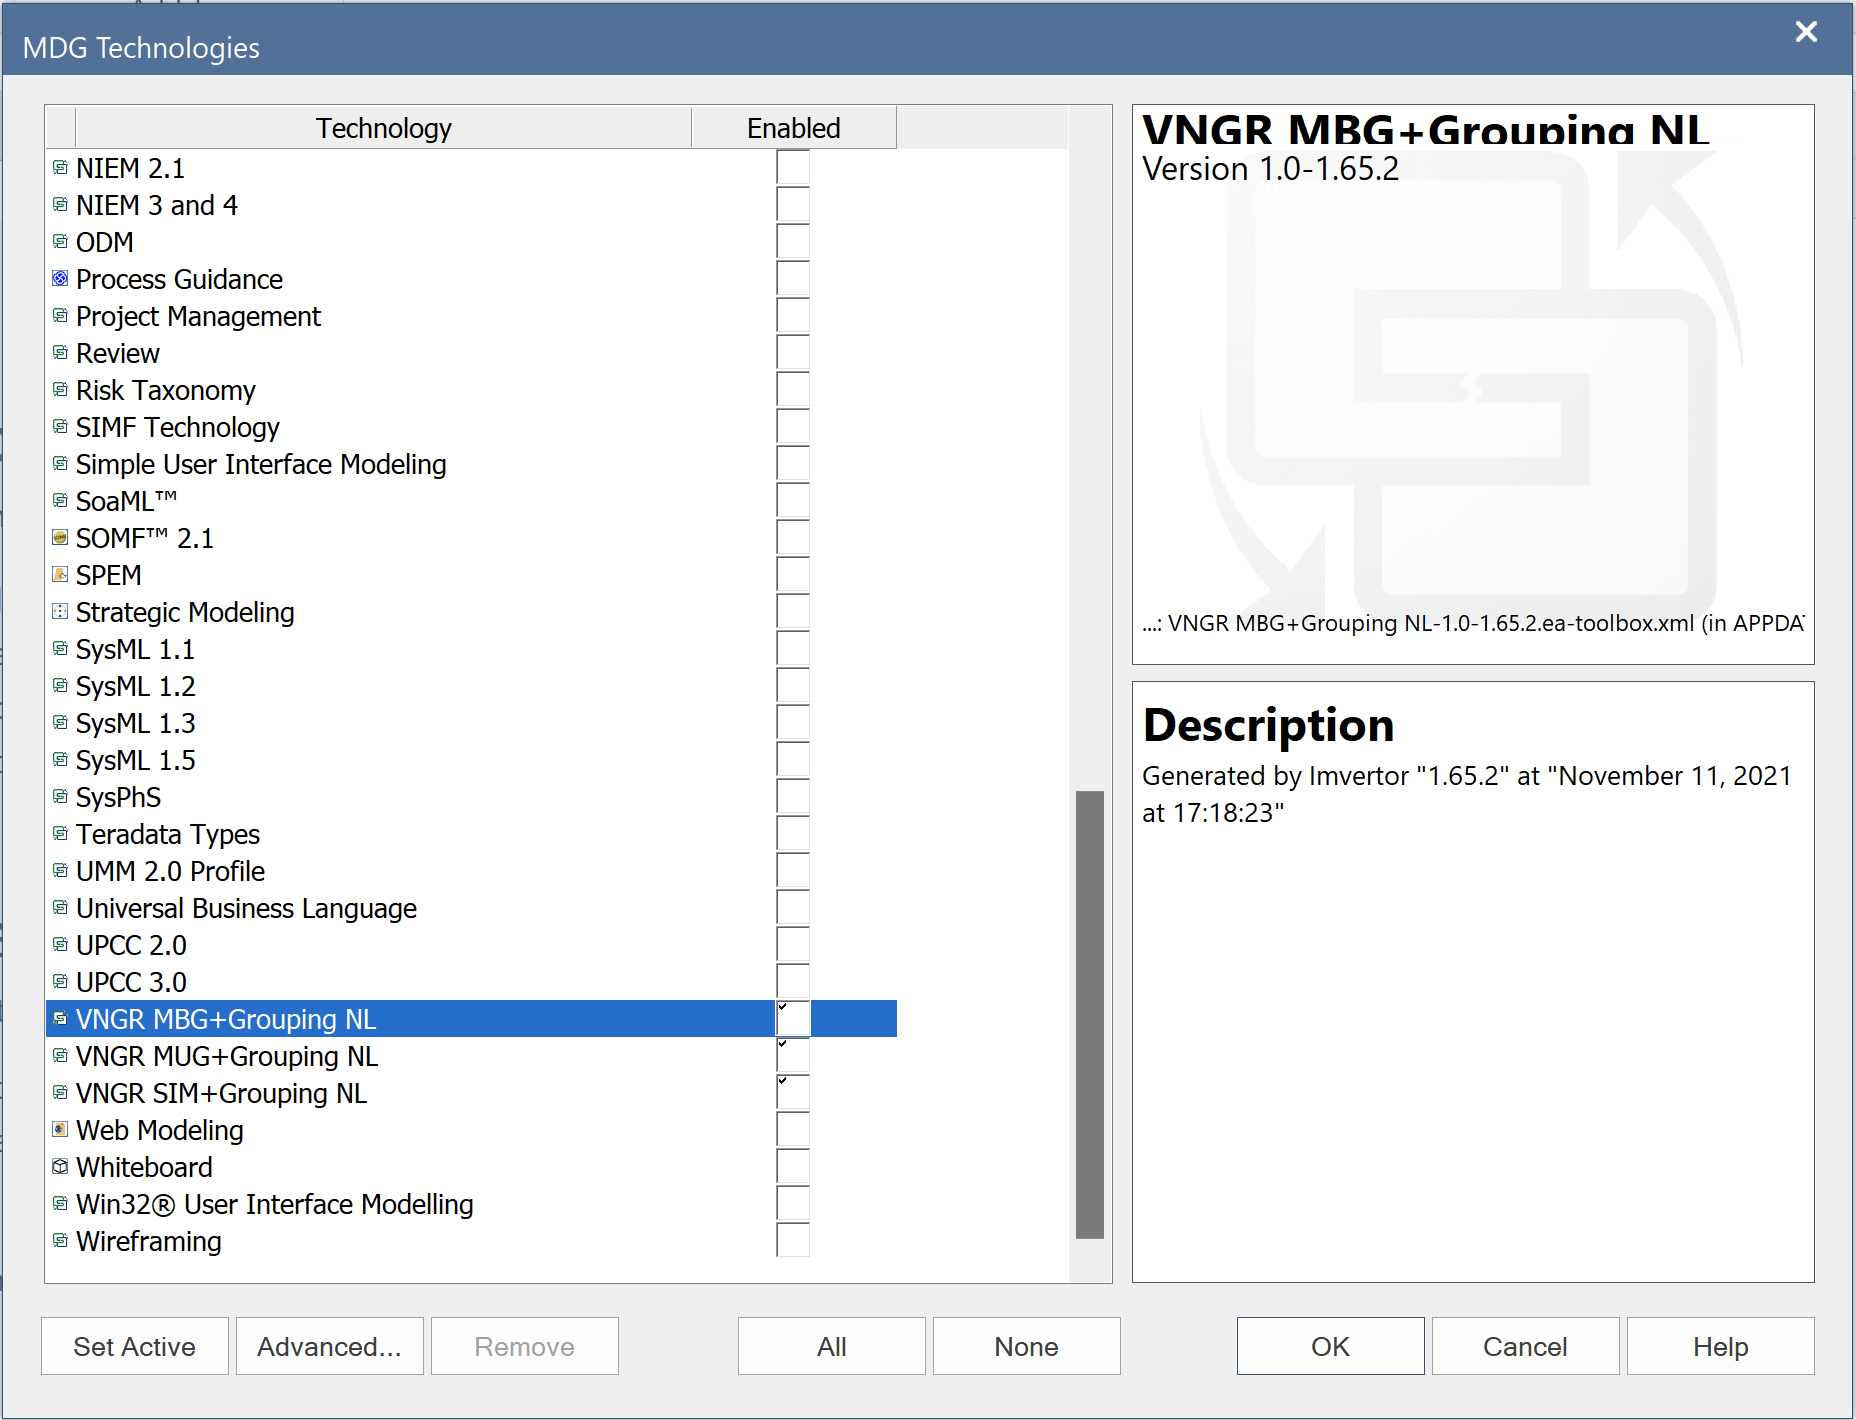 MDG Technologies
Technology Enabled
NIEM 2.1
NIEM 3 and 4
ODM
Process Guidance
Project Management
Review
Risk Taxonomy
SIMF Technology
Simple User Interface Modeling
SoaML™
SOMF™ 2.1
SPEM
Strategic Modeling
SysML 1.1
SysML 1.2
SysML 1.3
SysML 1.5
SysPhS
Teradata Types
UMM 2.0 Profile
Universal Business Language
UPCC 2.0
UPCC 3.0
VNGR MBG+Grouping NL
VNGR MUG+Grouping NL
VNGR SIM+Grouping NL
Web Modeling
Whiteboard
Win32® User Interface Modelling
Wireframing
VNGR MBG+Grouping NL
Version 1.0-1.65.2
...: VNGR MBG+Grouping NL-1.0-1.65.2.ea-toolbox.xml (in APPDAT
Description
Generated by Imvertor "1.65.2" at "November 11, 2021
at 17:18:23"
Set Active Advanced... Remove All None OK Cancel Help